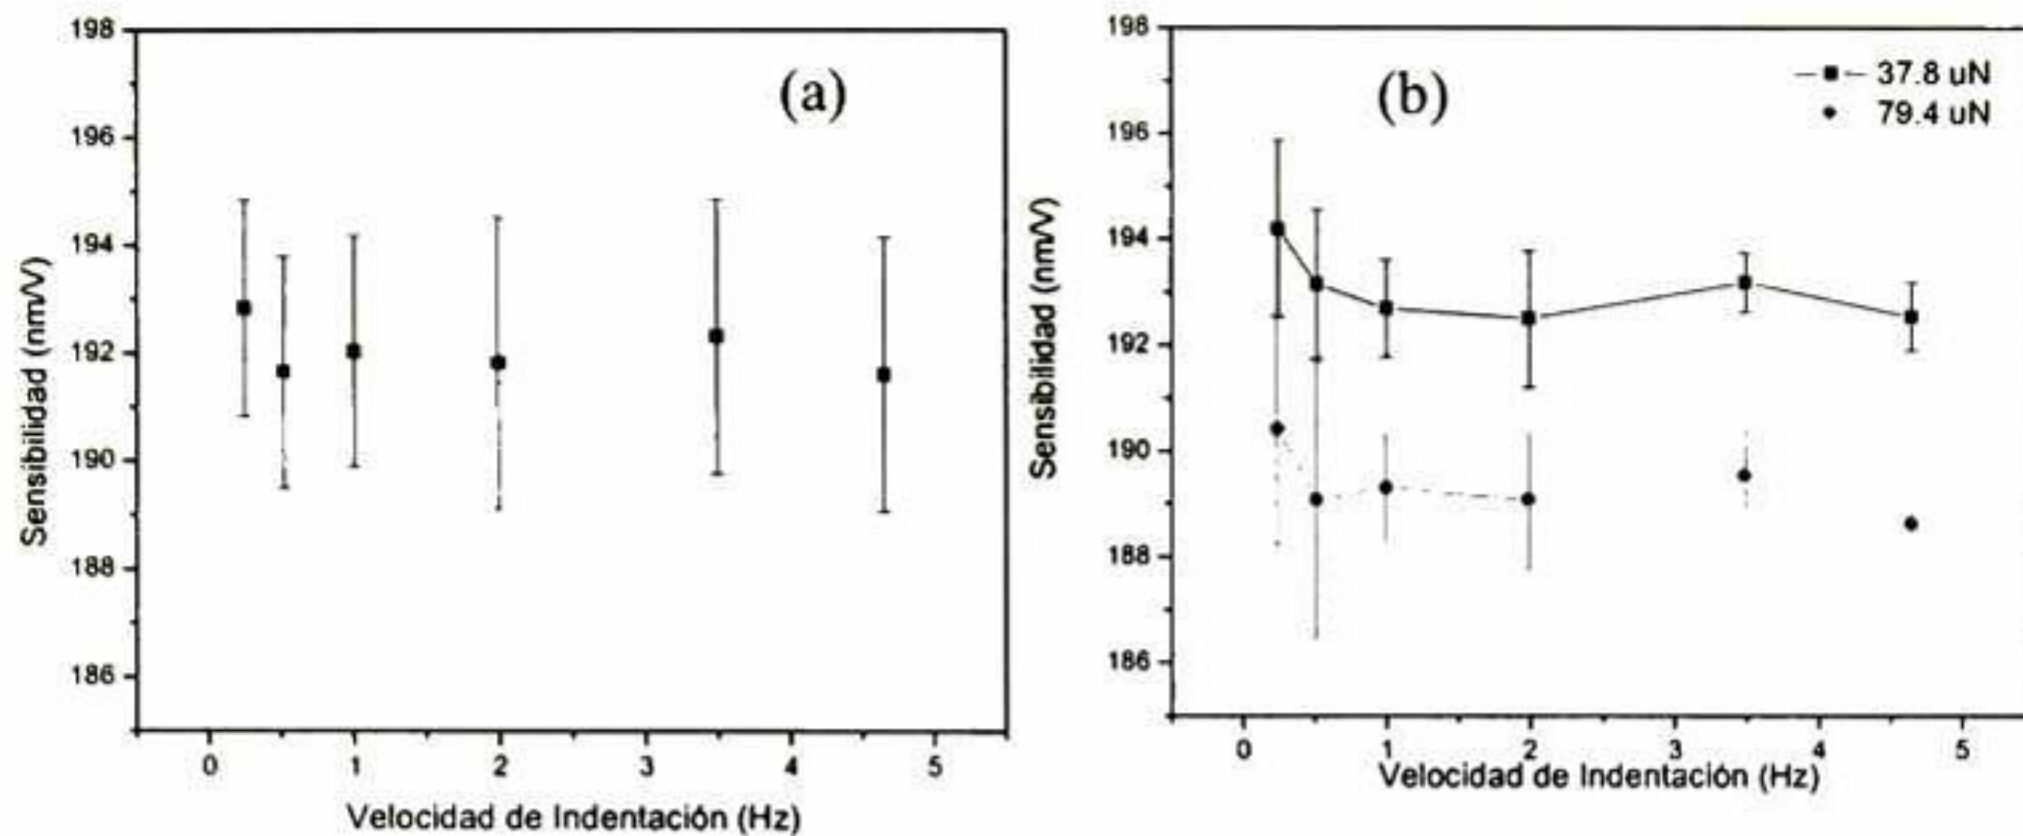 (a)
198
196
194
192
190
188
186
Sensibilidad (nm/V)
0 1 2 3 4 5
Velocidad de Indentación (Hz)
(b)
37.8 uN
79.4 uN
198
196
194
192
190
188
186
Sensibilidad (nm/V)
0 1 2 3 4 5
Velocidad de Indentación (Hz)